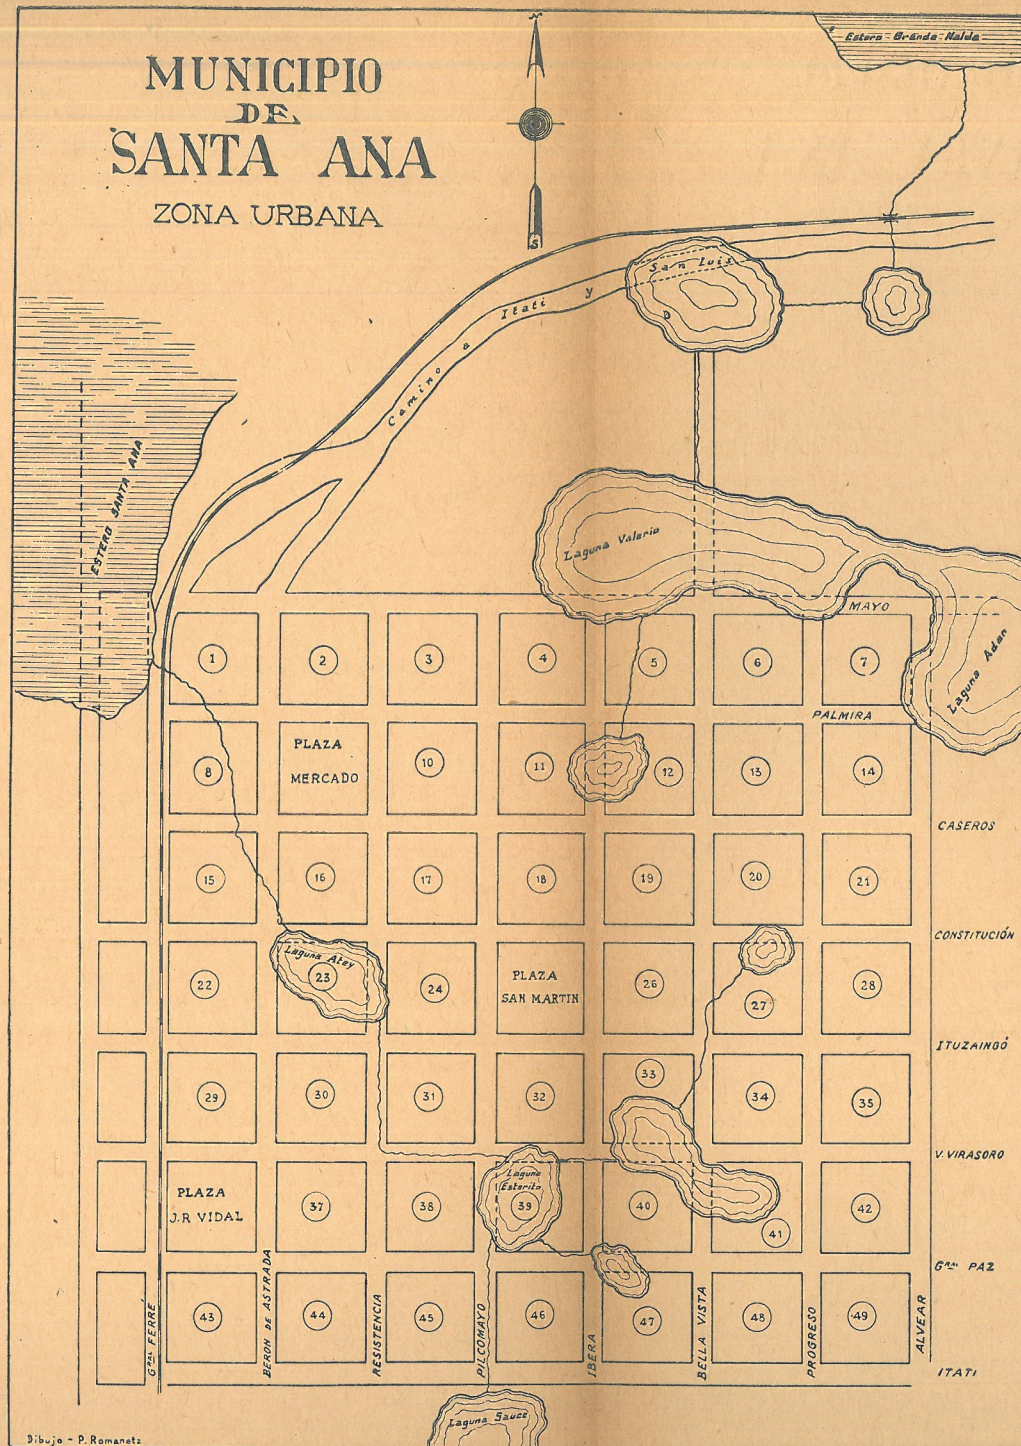 MUNICIPIO
DE
SANTA ANA
ZONA URBANA
N
S
Estero-Grande-Nalda
San Luis
Camino a Itati y
D
ESTERO SANTA ANA
Laguna Valerio
MAYO
Laguna Adan
1
2
3
4
5
6
7
PALMIRA
8
PLAZA
MERCADO
10
11
12
13
14
CASEROS
15
16
17
18
19
20
21
CONSTITUCIÓN
22
Laguna Atey
23
24
PLAZA
SAN MARTIN
26
27
28
ITUZAINGÓ
29
30
31
32
33
34
35
V. VIRASORO
PLAZA
J.R VIDAL
37
38
Laguna
Esterito
39
40
41
42
GRAL PAZ
43
44
45
46
47
48
49
GRAL FERRÉ
BERON DE ASTRADA
RESISTENCIA
PILCOMAYO
IBERA
BELLA VISTA
PROGRESO
ALVEAR
ITATI
Laguna Sauce
Dibujo - P. Romanetz